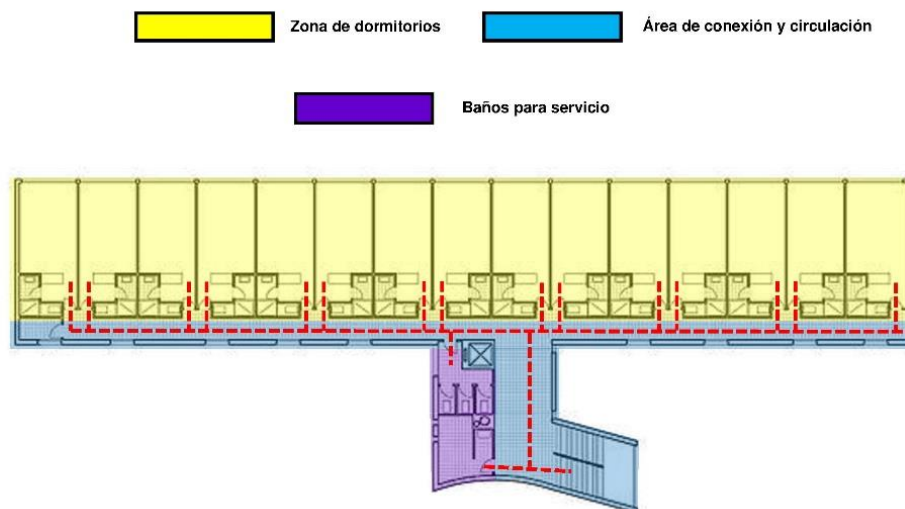 Zona de dormitorios
Área de conexión y circulación
Baños para servicio